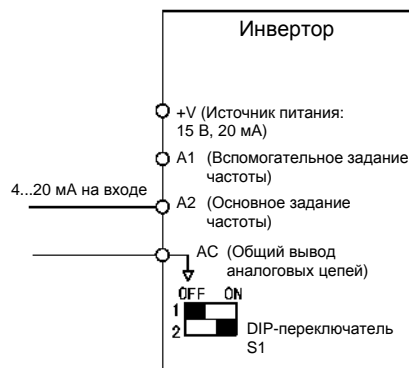 Инвертор
+V (Источник питания:
15 В, 20 мА)
A1 (Вспомогательное задание
частоты)
4...20 мА на входе
A2 (Основное задание
частоты)
AC (Общий вывод
аналоговых цепей)
OFF ON
1
2
DIP-переключатель
S1